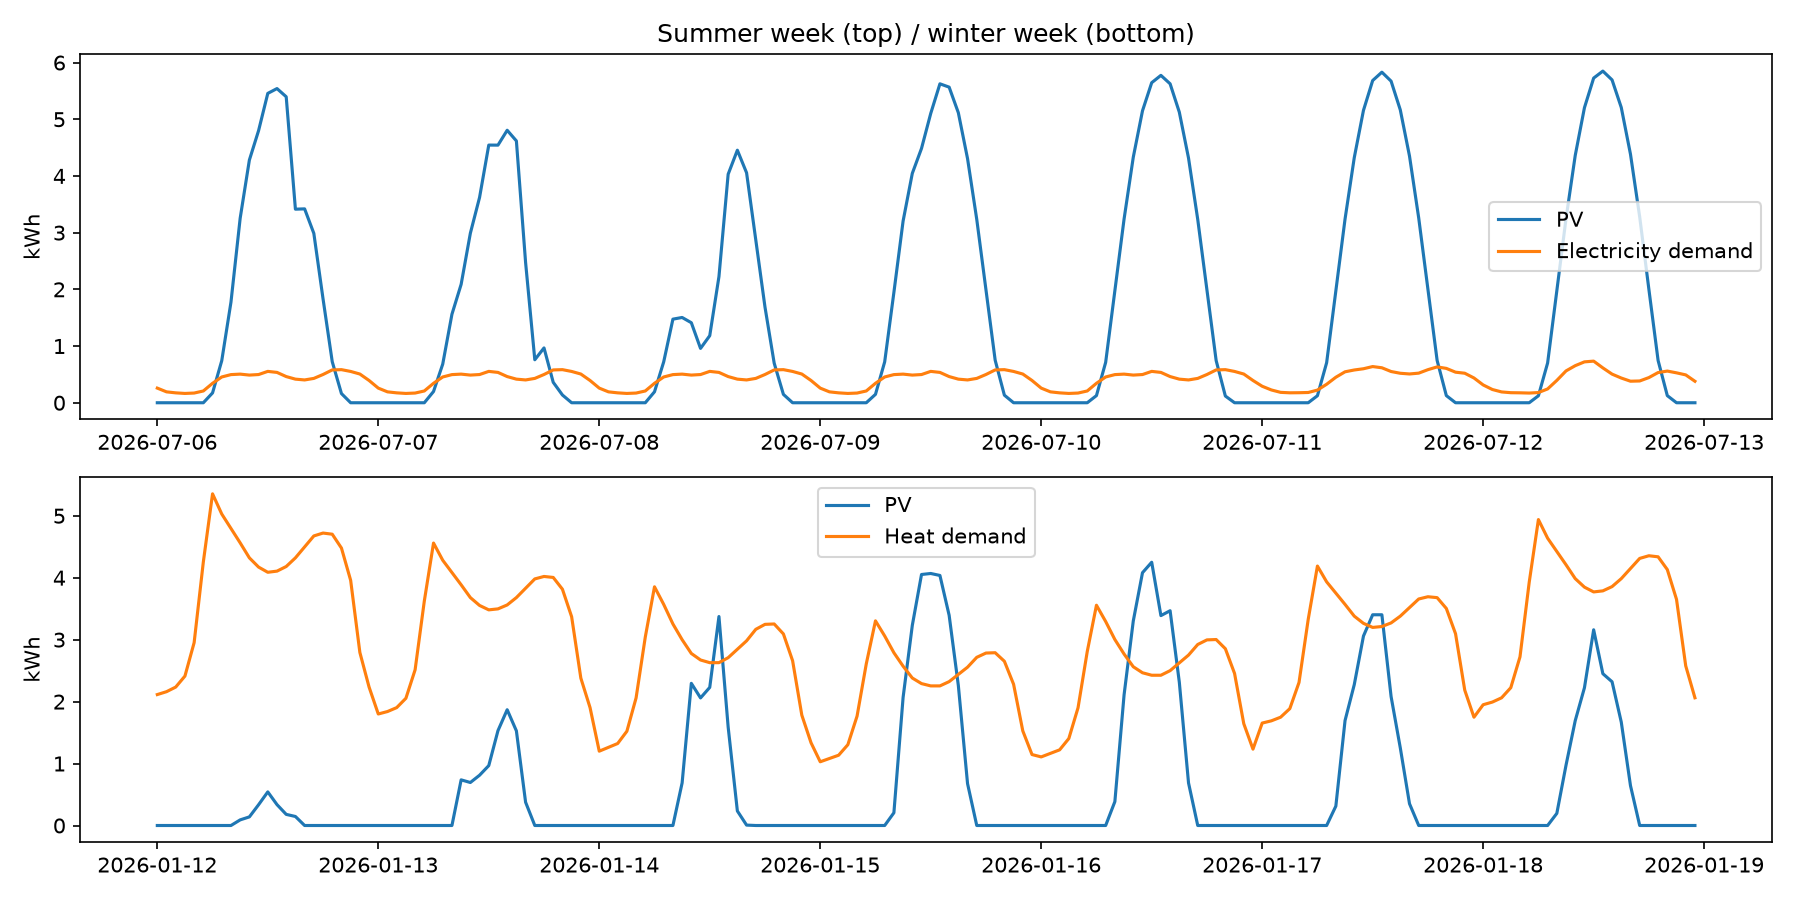 Summer week (top) / winter week (bottom)
6
5
4
3
2
1
0
kWh
PV
Electricity demand
2026-07-06 2026-07-07 2026-07-08 2026-07-09 2026-07-10 2026-07-11 2026-07-12 2026-07-13
5
4
3
2
1
0
kWh
PV
Heat demand
2026-01-12 2026-01-13 2026-01-14 2026-01-15 2026-01-16 2026-01-17 2026-01-18 2026-01-19